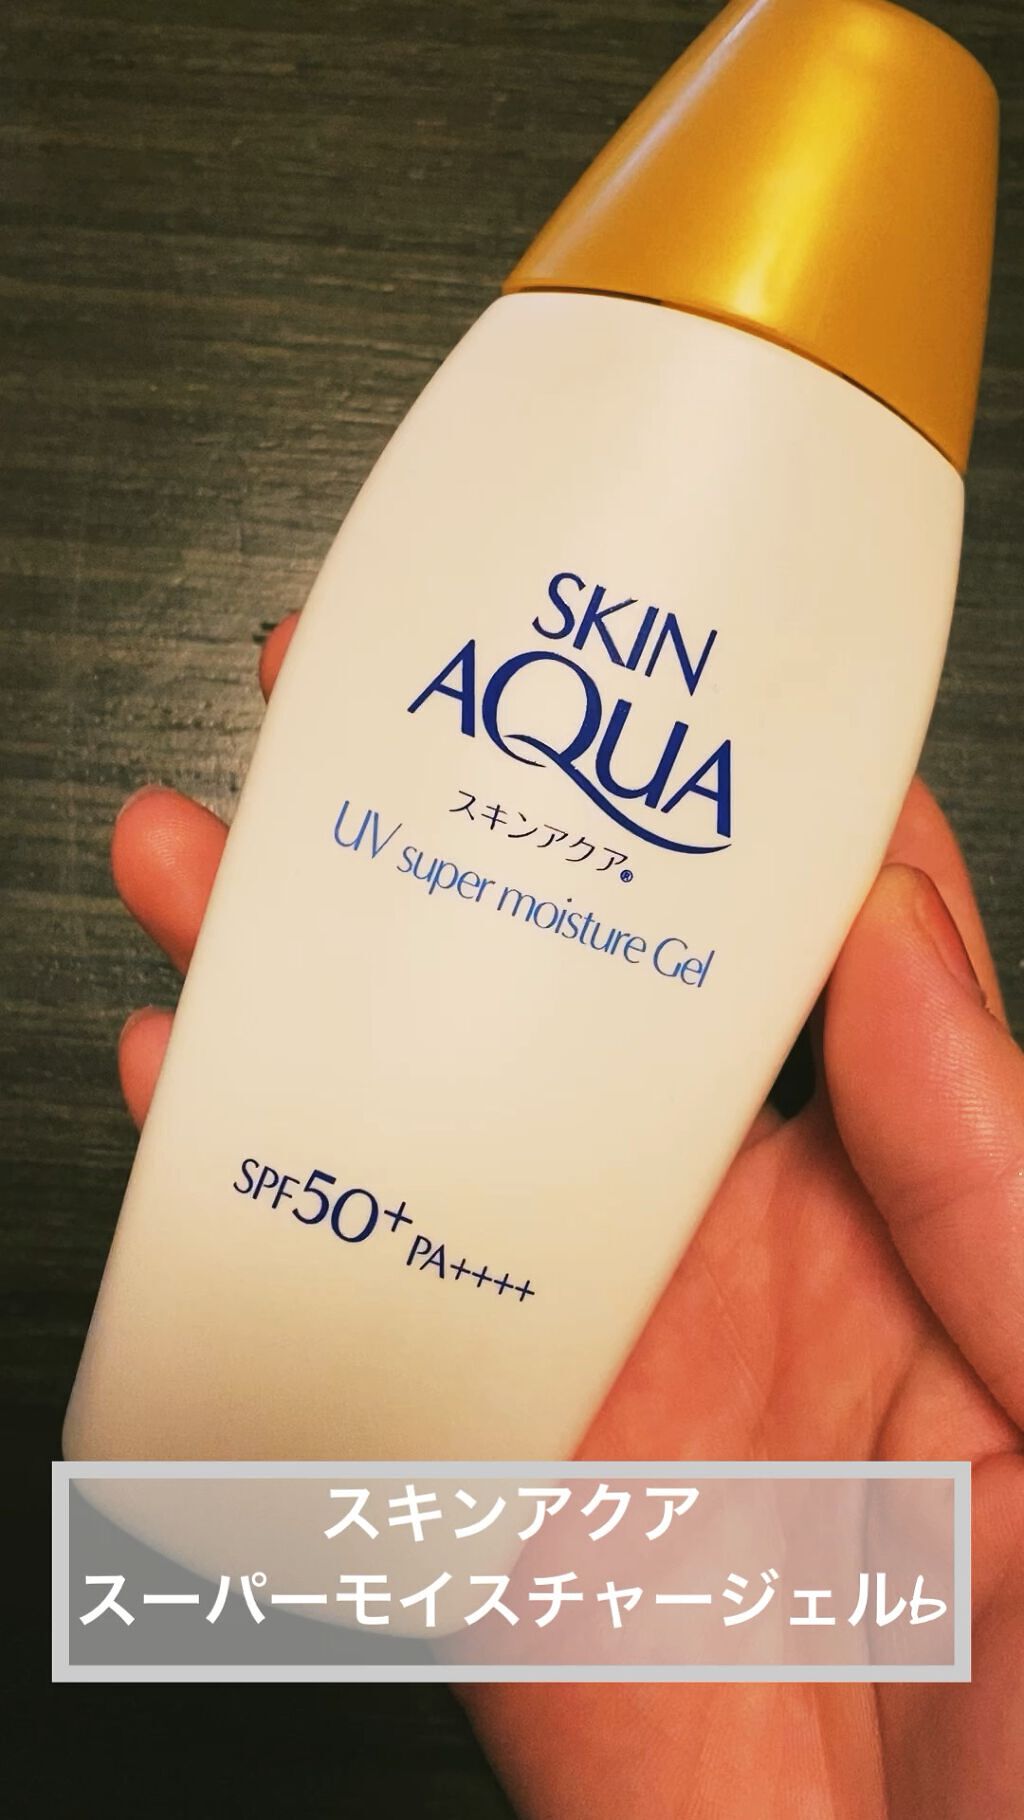 SKIN
AQUA
スキンアクア®
UV super moisture Gel
SPF50+PA++++
スキンアクア
スーパーモイスチャージェルb